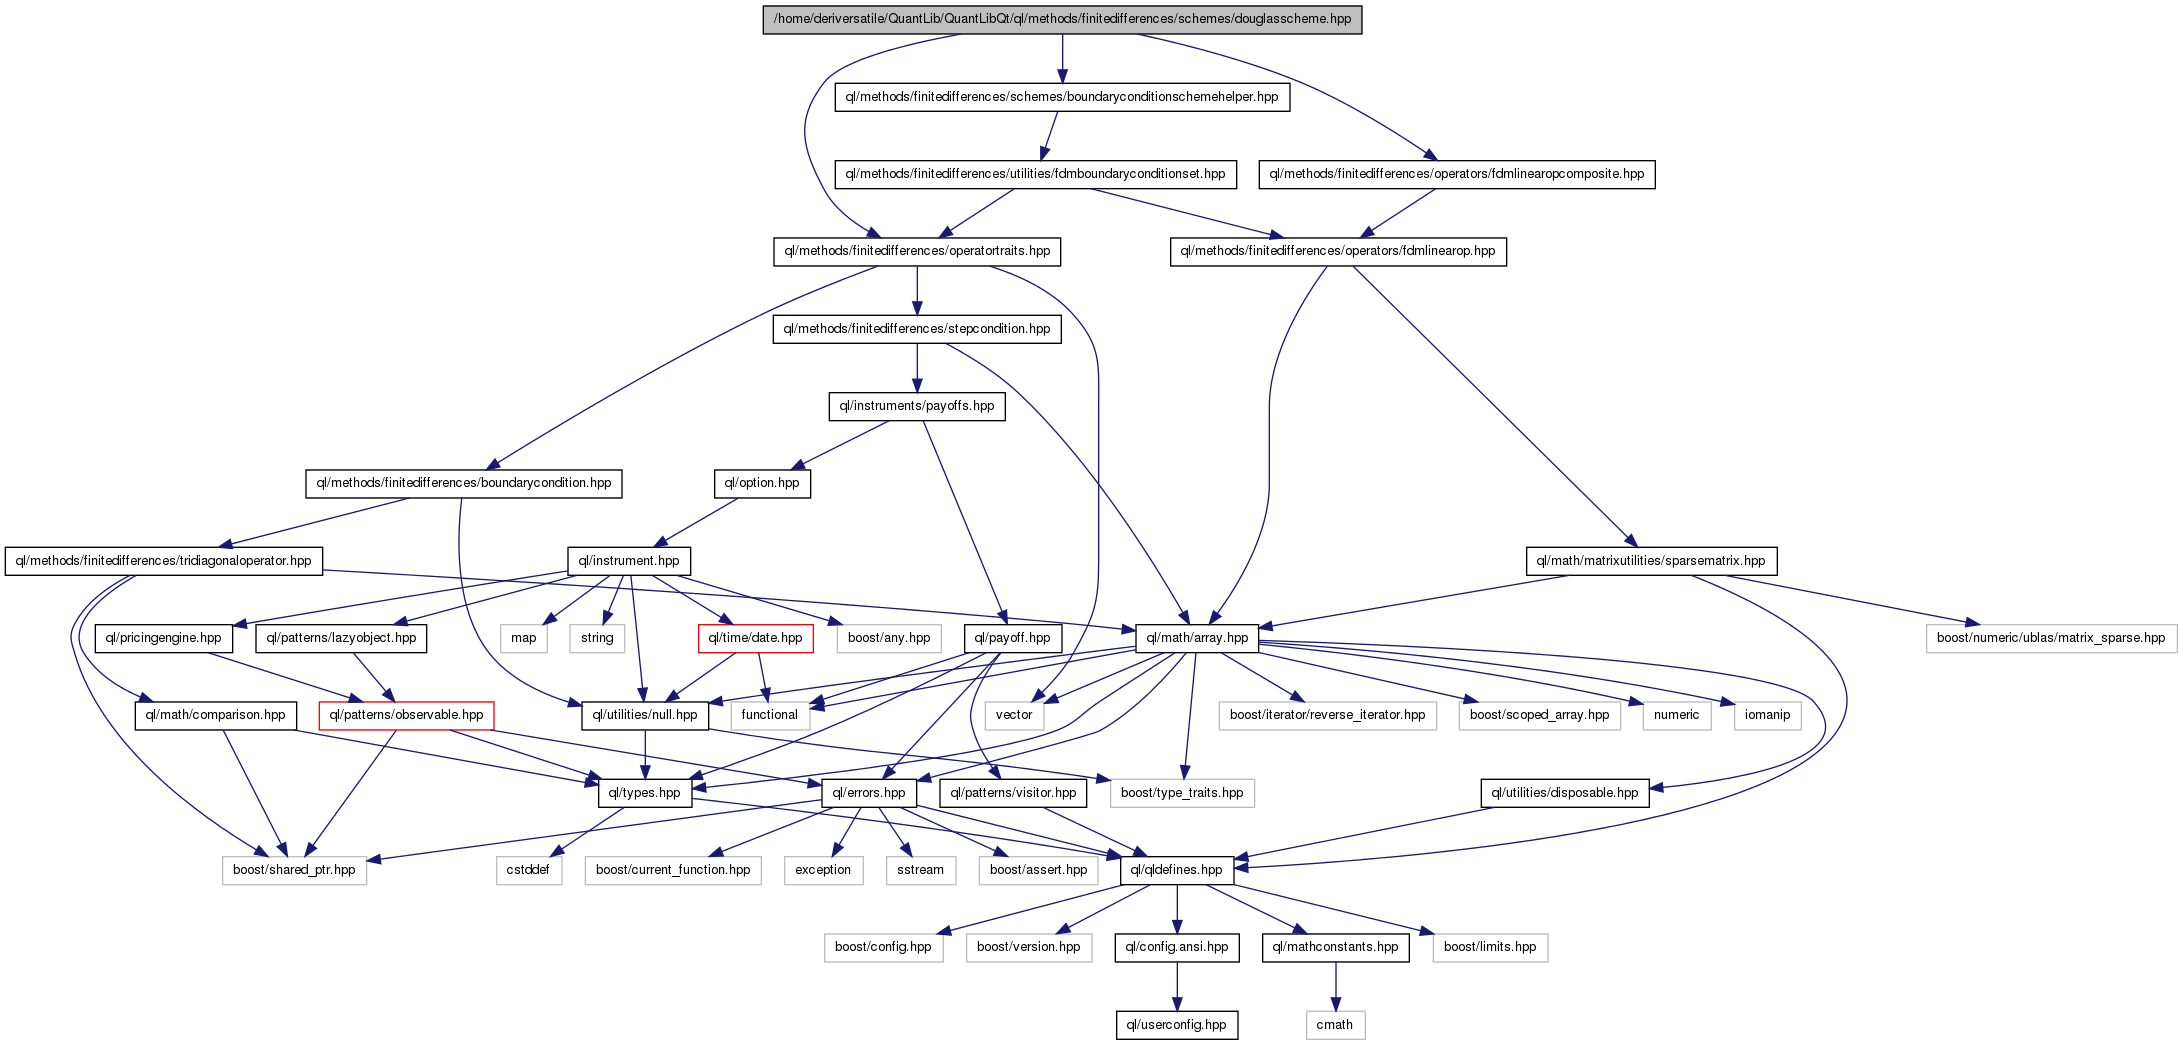 /home/deriversatile/QuantLib/QuantLibQt/ql/methods/finitedifferences/schemes/douglasscheme.hpp
ql/methods/finitedifferences/schemes/boundaryconditionschemehelper.hpp
ql/methods/finitedifferences/utilities/fdmboundaryconditionset.hpp
ql/methods/finitedifferences/operators/fdmlinearopcomposite.hpp
ql/methods/finitedifferences/operatortraits.hpp
ql/methods/finitedifferences/operators/fdmlinearop.hpp
ql/methods/finitedifferences/stepcondition.hpp
ql/instruments/payoffs.hpp
ql/methods/finitedifferences/boundarycondition.hpp
ql/option.hpp
ql/methods/finitedifferences/tridiagonaloperator.hpp
ql/instrument.hpp
ql/math/matrixutilities/sparsematrix.hpp
ql/pricingengine.hpp
ql/patterns/lazyobject.hpp
map
string
ql/time/date.hpp
boost/any.hpp
ql/payoff.hpp
ql/math/array.hpp
boost/numeric/ublas/matrix_sparse.hpp
ql/math/comparison.hpp
ql/patterns/observable.hpp
ql/utilities/null.hpp
functional
vector
boost/iterator/reverse_iterator.hpp
boost/scoped_array.hpp
numeric
iomanip
ql/types.hpp
ql/errors.hpp
ql/patterns/visitor.hpp
boost/type_traits.hpp
ql/utilities/disposable.hpp
boost/shared_ptr.hpp
cstddef
boost/current_function.hpp
exception
sstream
boost/assert.hpp
ql/qldefines.hpp
boost/config.hpp
boost/version.hpp
ql/config.ansi.hpp
ql/mathconstants.hpp
boost/limits.hpp
ql/userconfig.hpp
cmath